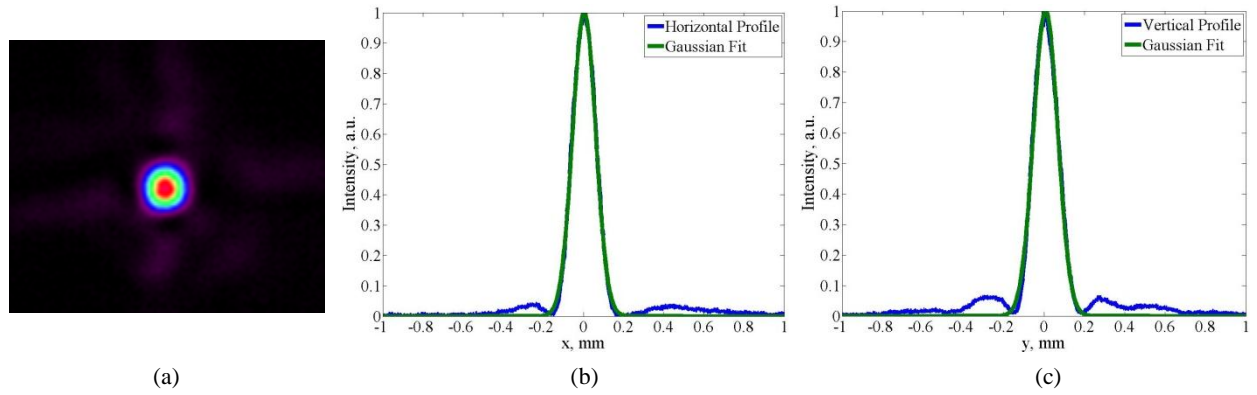 1
0.9
0.8
0.7
0.6
0.5
0.4
0.3
0.2
0.1
0
Intensity, a.u.
-1 -0.8 -0.6 -0.4 -0.2 0 0.2 0.4 0.6 0.8 1
x, mm
Horizontal Profile
Gaussian Fit
1
0.9
0.8
0.7
0.6
0.5
0.4
0.3
0.2
0.1
0
Intensity, a.u.
-1 -0.8 -0.6 -0.4 -0.2 0 0.2 0.4 0.6 0.8 1
y, mm
Vertical Profile
Gaussian Fit
(a) (b) (c)